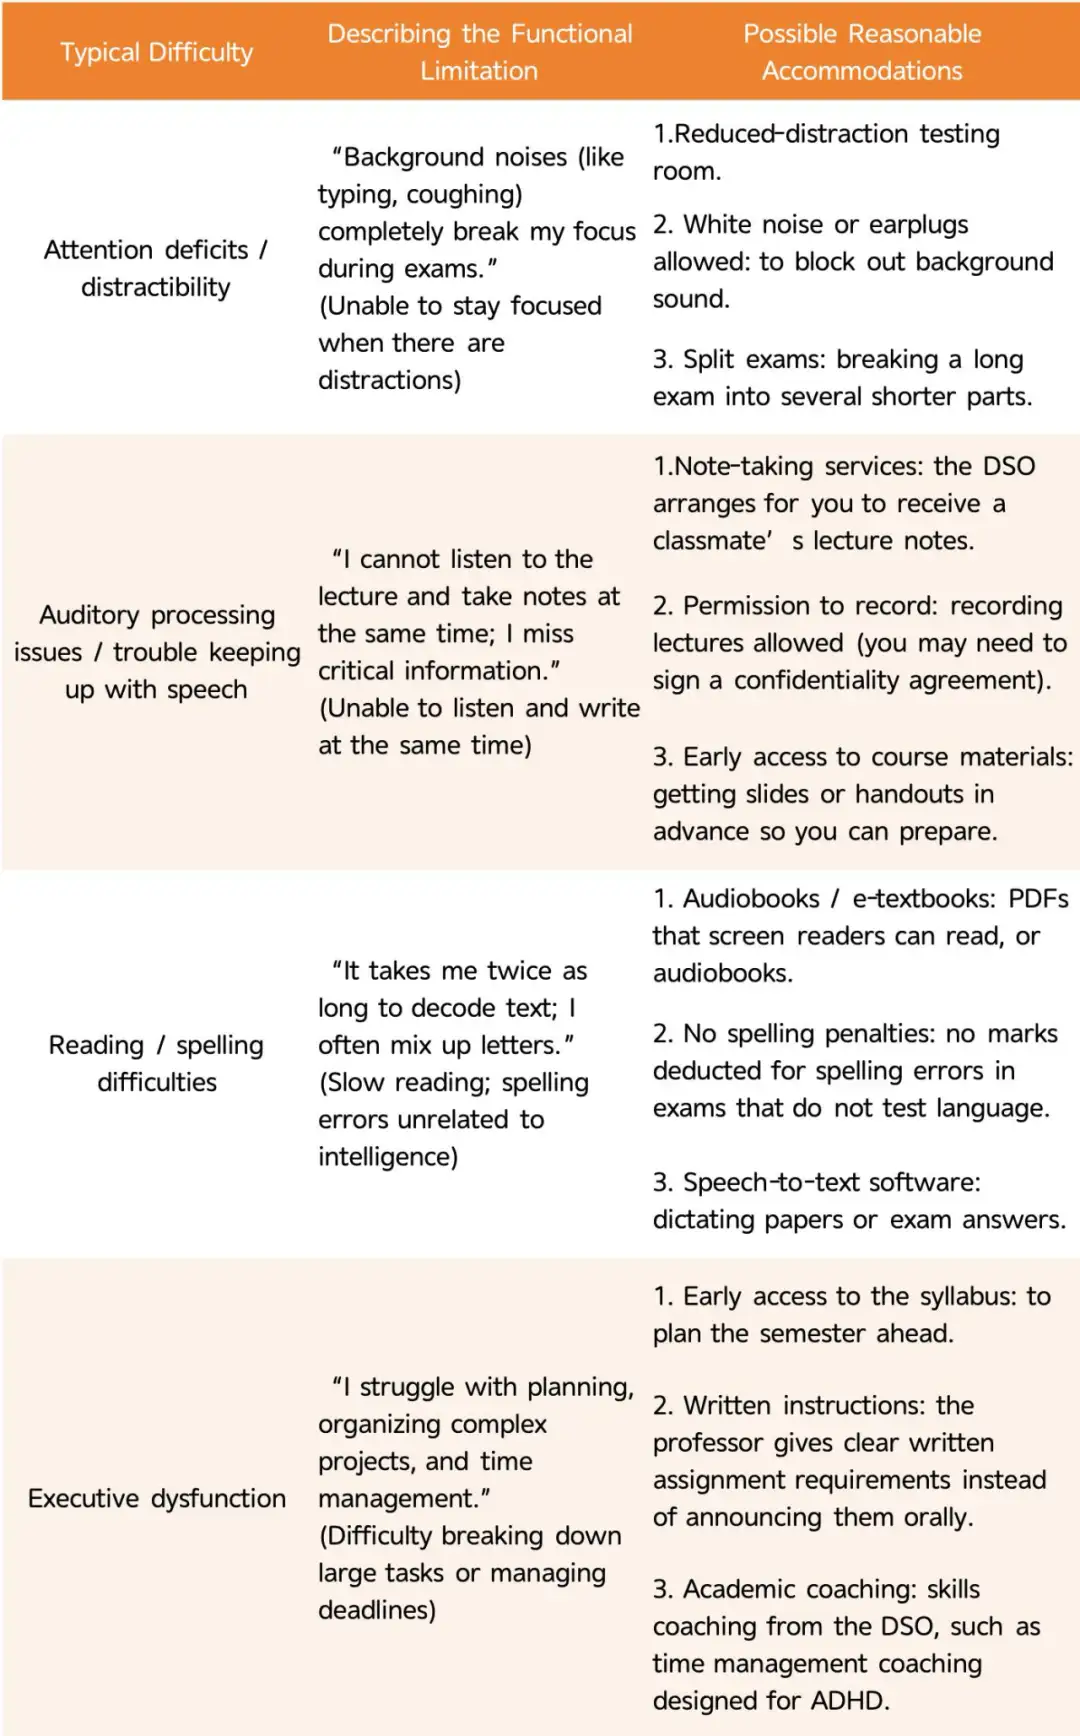 Typical Difficulty
Describing the Functional
Limitation
Possible Reasonable
Accommodations
Attention deficits /
distractibility
“Background noises (like
typing, coughing)
completely break my focus
during exams.”
(Unable to stay focused
when there are
distractions)
1.Reduced-distraction testing
room.
2. White noise or earplugs
allowed: to block out background
sound.
3. Split exams: breaking a long
exam into several shorter parts.
Auditory processing
issues / trouble keeping
up with speech
“I cannot listen to the
lecture and take notes at
the same time; I miss
critical information.”
(Unable to listen and write
at the same time)
1.Note-taking services: the DSO
arranges for you to receive a
classmate’s lecture notes.
2. Permission to record: recording
lectures allowed (you may need to
sign a confidentiality agreement).
3. Early access to course materials:
getting slides or handouts in
advance so you can prepare.
Reading / spelling
difficulties
“It takes me twice as
long to decode text; I
often mix up letters.”
(Slow reading; spelling
errors unrelated to
intelligence)
1. Audiobooks / e-textbooks: PDFs
that screen readers can read, or
audiobooks.
2. No spelling penalties: no marks
deducted for spelling errors in
exams that do not test language.
3. Speech-to-text software:
dictating papers or exam answers.
Executive dysfunction
“I struggle with planning,
organizing complex
projects, and time
management.”
(Difficulty breaking down
large tasks or managing
deadlines)
1. Early access to the syllabus: to
plan the semester ahead.
2. Written instructions: the
professor gives clear written
assignment requirements instead
of announcing them orally.
3. Academic coaching: skills
coaching from the DSO, such as
time management coaching
designed for ADHD.